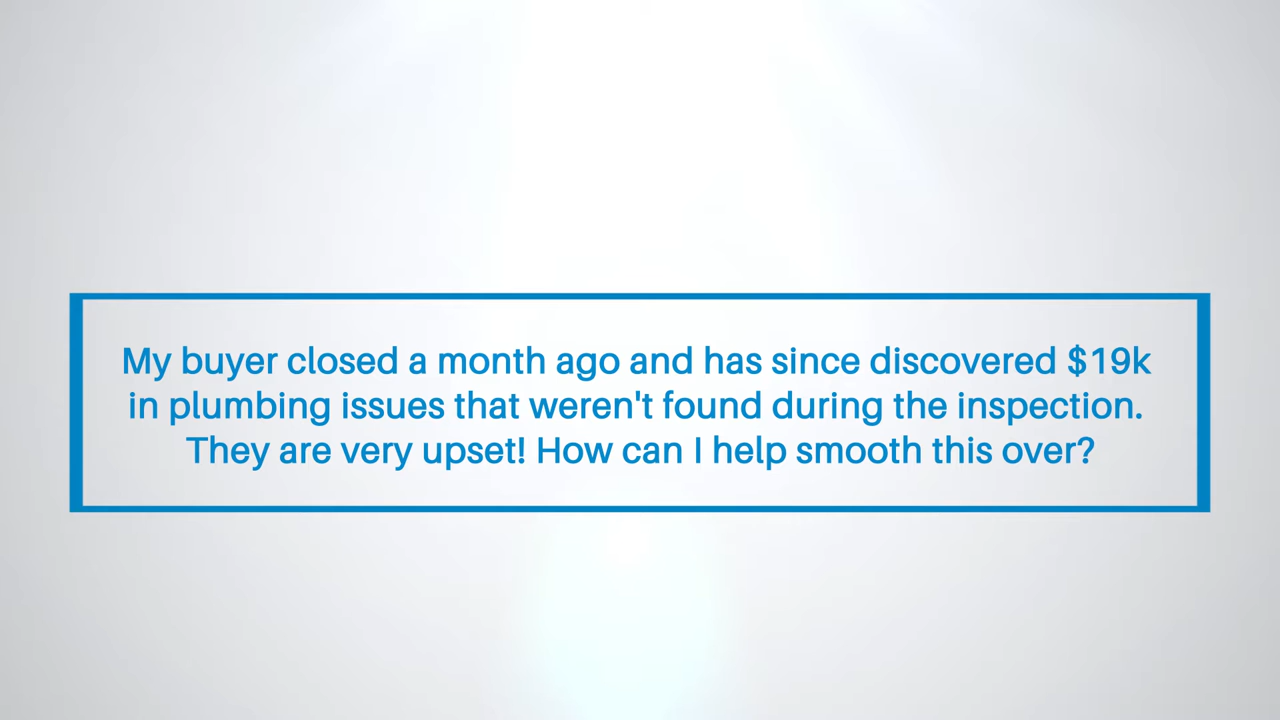 My buyer closed a month ago and has since discovered $19k
in plumbing issues that weren't found during the inspection.
They are very upset! How can I help smooth this over?